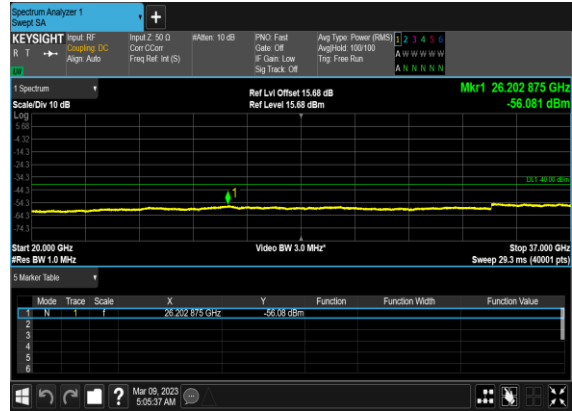 Spectrum Analyzer 1
Swept SA
+
KEYSIGHT Input: RF Input Z: 50 Ω #Atten: 10 dB PNO: Fast Avg Type: Power (RMS) 1 2 3 4 5 6
R T Coupling: DC Corr CCorr Gate: Off Avg|Hold: 100/100 A W W W W W
Align: Auto Freq Ref: Int (S) IF Gain: Low Trig: Free Run
Sig Track: Off A N N N N N
1 Spectrum Ref Lvl Offset 15.68 dB Mkr1 26.202 875 GHz
Scale/Div 10 dB Ref Level 15.68 dBm -56.081 dBm
Log
5.68
-4.32
-14.3
-24.3
-34.3
DL1 -40.00 dBm
-44.3
1
-54.3
-64.3
-74.3
Start 20.000 GHz Video BW 3.0 MHz* Stop 37.000 GHz
#Res BW 1.0 MHz Sweep 29.3 ms (40001 pts)
5 Marker Table
Mode Trace Scale X Y Function Function Width Function Value
1 N 1 f 26.202 875 GHz -56.08 dBm
2
3
4
5
6
? Mar 09, 2023
5:05:37 AM